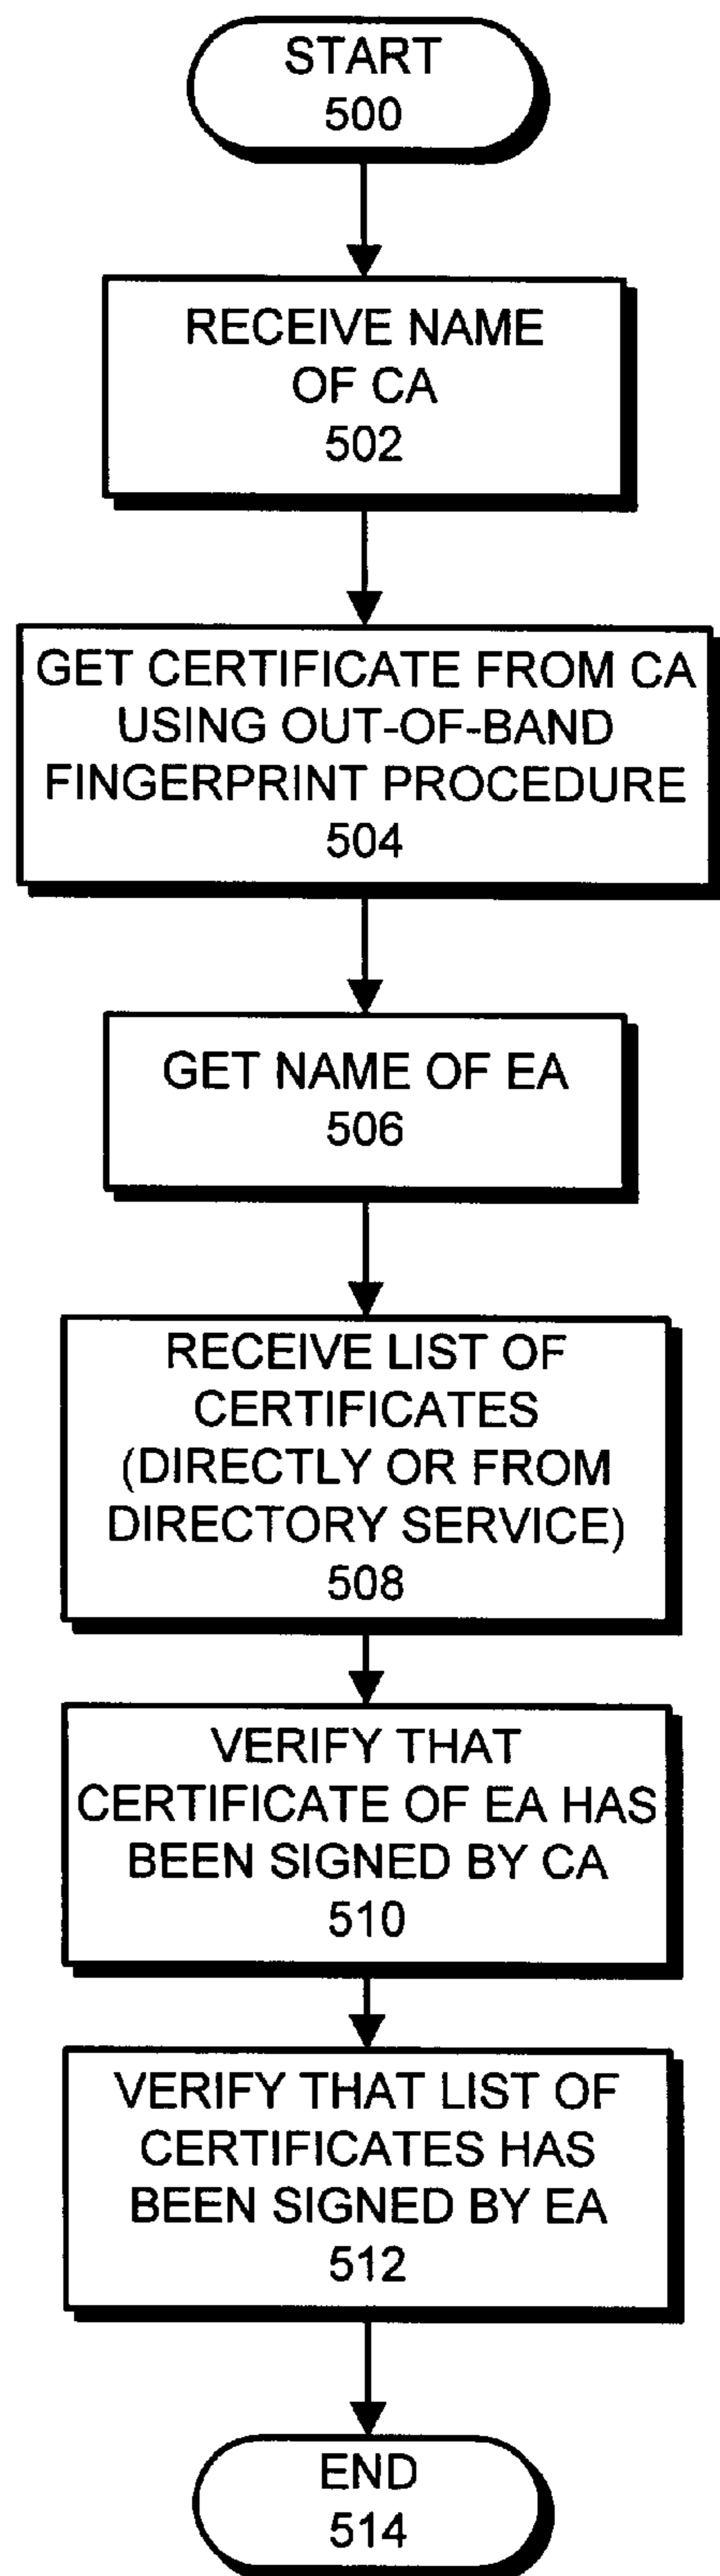 START
500
RECEIVE NAME
OF CA
502
GET CERTIFICATE FROM CA
USING OUT-OF-BAND
FINGERPRINT PROCEDURE
504
GET NAME OF EA
506
RECEIVE LIST OF
CERTIFICATES
(DIRECTLY OR FROM
DIRECTORY SERVICE)
508
VERIFY THAT
CERTIFICATE OF EA HAS
BEEN SIGNED BY CA
510
VERIFY THAT LIST OF
CERTIFICATES HAS
BEEN SIGNED BY EA
512
END
514